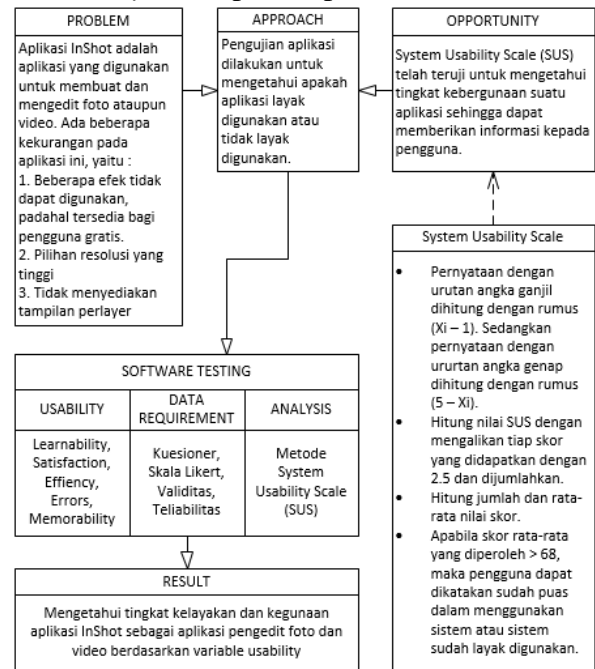 PROBLEM
Aplikasi InShot adalah
aplikasi yang digunakan
untuk membuat dan
mengedit foto ataupun
video. Ada beberapa
kekurangan pada
aplikasi ini, yaitu :
1. Beberapa efek tidak
dapat digunakan,
padahal tersedia bagi
pengguna gratis.
2. Pilihan resolusi yang
tinggi
3. Tidak menyediakan
tampilan perlayer
APPROACH
Pengujian aplikasi
dilakukan untuk
mengetahui apakah
aplikasi layak
digunakan atau
tidak layak
digunakan.
OPPORTUNITY
System Usability Scale (SUS)
telah teruji untuk mengetahui
tingkat kebergunaan suatu
aplikasi sehingga dapat
memberikan informasi kepada
pengguna.
System Usability Scale
• Pernyataan dengan
urutan angka ganjil
dihitung dengan rumus
(Xi – 1). Sedangkan
pernyataan dengan
ururtan angka genap
dihitung dengan rumus
(5 – Xi).
• Hitung nilai SUS dengan
mengalikan tiap skor
yang didapatkan dengan
2.5 dan dijumlahkan.
• Hitung jumlah dan rata-
rata nilai skor.
• Apabila skor rata-rata
yang diperoleh > 68,
maka pengguna dapat
dikatakan sudah puas
dalam menggunakan
sistem atau sistem
sudah layak digunakan.
SOFTWARE TESTING
USABILITY
Learnability,
Satisfaction,
Effiency,
Errors,
Memorability
DATA
REQUIREMENT
Kuesioner,
Skala Likert,
Validitas,
Teliabilitas
ANALYSIS
Metode
System
Usability Scale
(SUS)
RESULT
Mengetahui tingkat kelayakan dan kegunaan
aplikasi InShot sebagai aplikasi pengedit foto dan
video berdasarkan variable usability